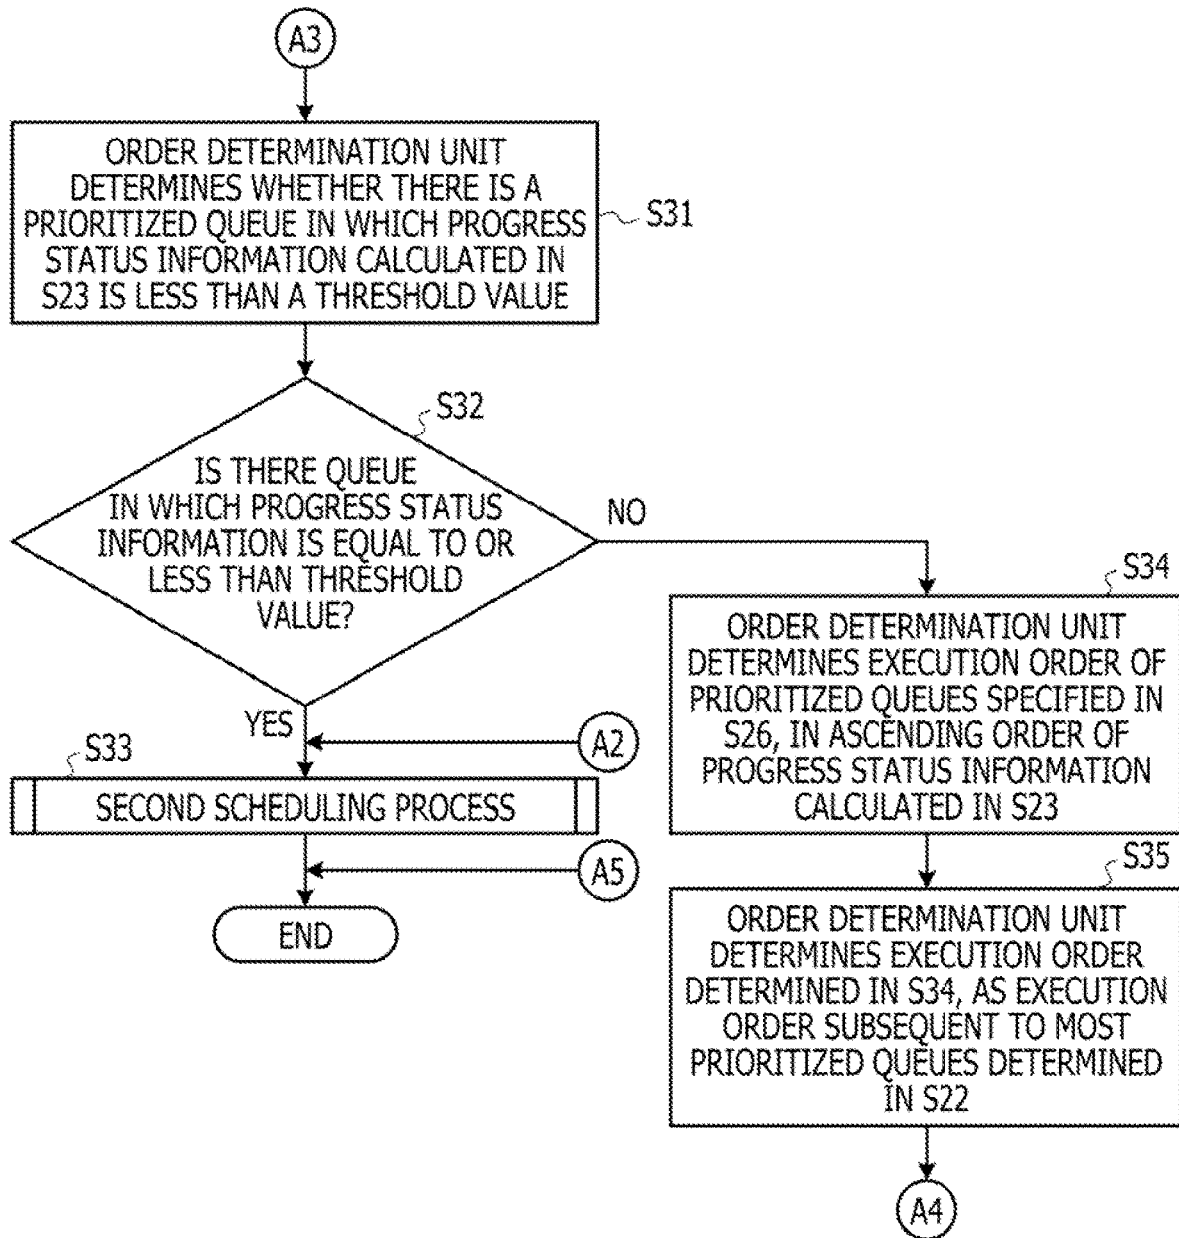 A3
ORDER DETERMINATION UNIT
DETERMINES WHETHER THERE IS A
PRIORITIZED QUEUE IN WHICH PROGRESS
STATUS INFORMATION CALCULATED IN
S23 IS LESS THAN A THRESHOLD VALUE
S31
S32
IS THERE QUEUE
IN WHICH PROGRESS STATUS
INFORMATION IS EQUAL TO OR
LESS THAN THRESHOLD
VALUE?
NO
YES
A2
S33
SECOND SCHEDULING PROCESS
A5
END
S34
ORDER DETERMINATION UNIT
DETERMINES EXECUTION ORDER OF
PRIORITIZED QUEUES SPECIFIED IN
S26, IN ASCENDING ORDER OF
PROGRESS STATUS INFORMATION
CALCULATED IN S23
S35
ORDER DETERMINATION UNIT
DETERMINES EXECUTION ORDER
DETERMINED IN S34, AS EXECUTION
ORDER SUBSEQUENT TO MOST
PRIORITIZED QUEUES DETERMINED
IN S22
A4